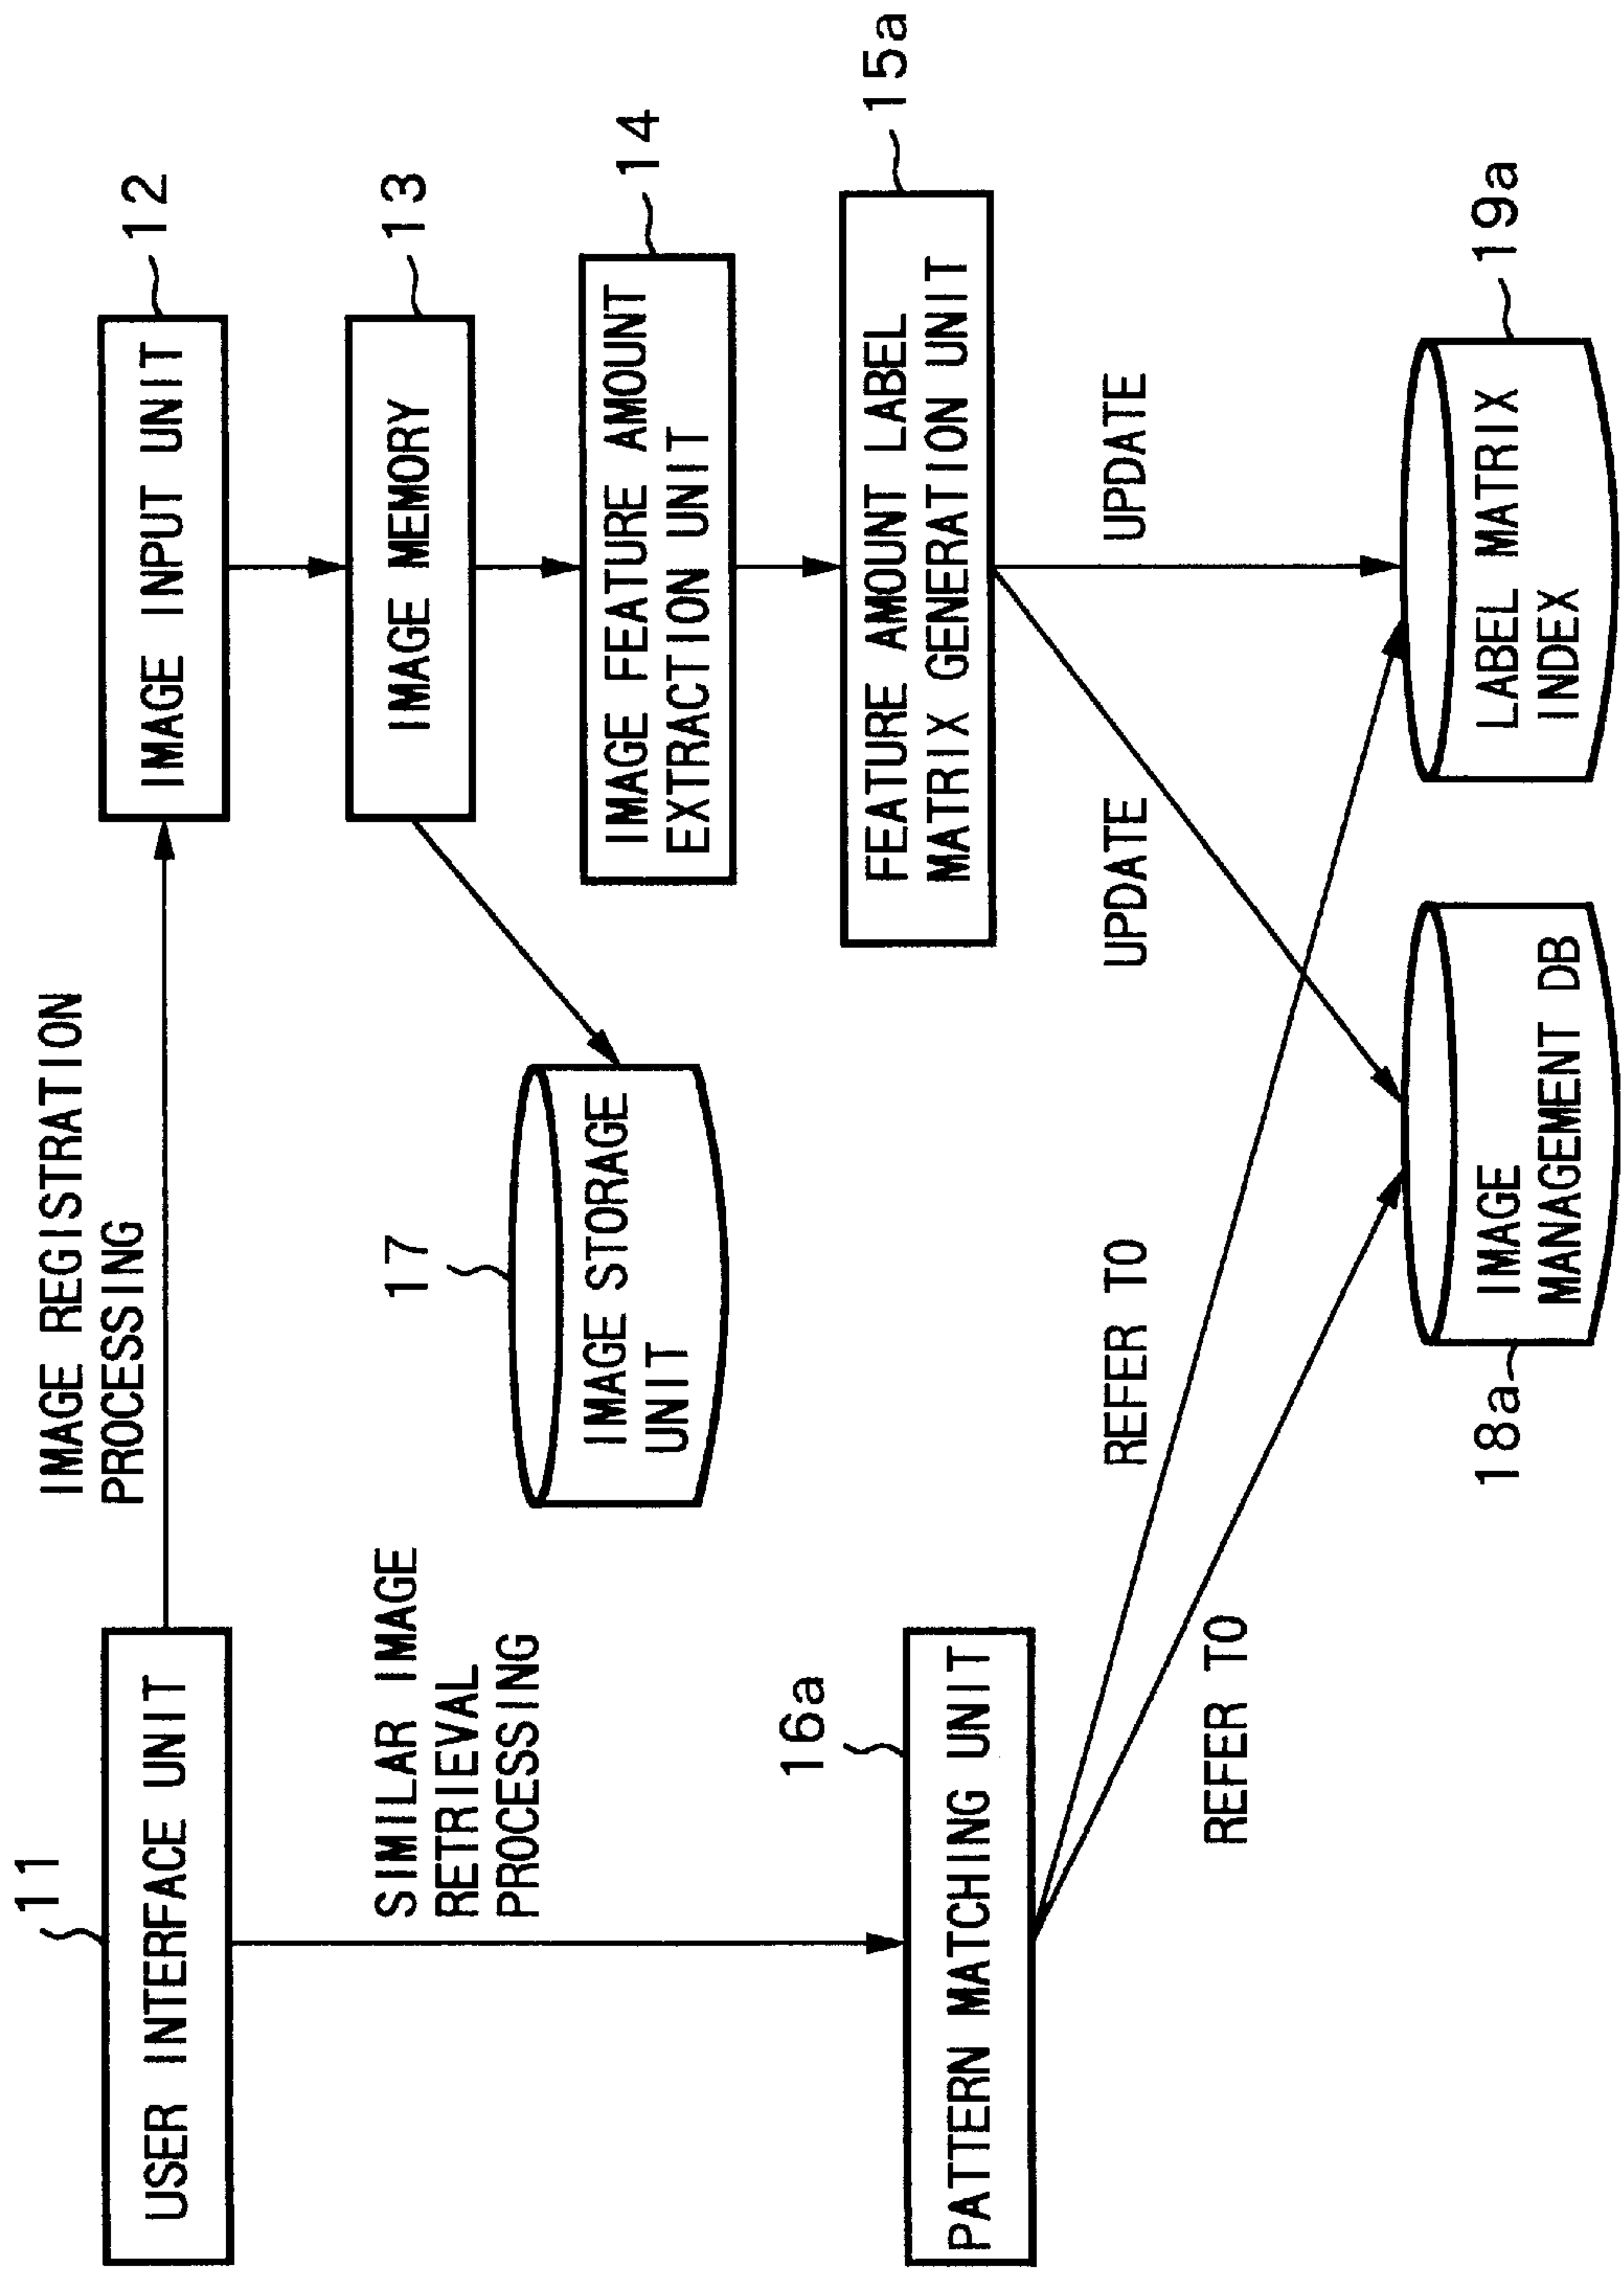 IMAGE REGISTRATION
PROCESSING
11
USER INTERFACE UNIT
12
IMAGE INPUT UNIT
SIMILAR IMAGE
RETRIEVAL
PROCESSING
17
IMAGE STORAGE
UNIT
13
IMAGE MEMORY
14
IMAGE FEATURE AMOUNT
EXTRACTION UNIT
16a
PATTERN MATCHING UNIT
15a
FEATURE AMOUNT LABEL
MATRIX GENERATION UNIT
REFER TO
REFER TO
UPDATE
UPDATE
18a
IMAGE
MANAGEMENT DB
19a
LABEL MATRIX
INDEX